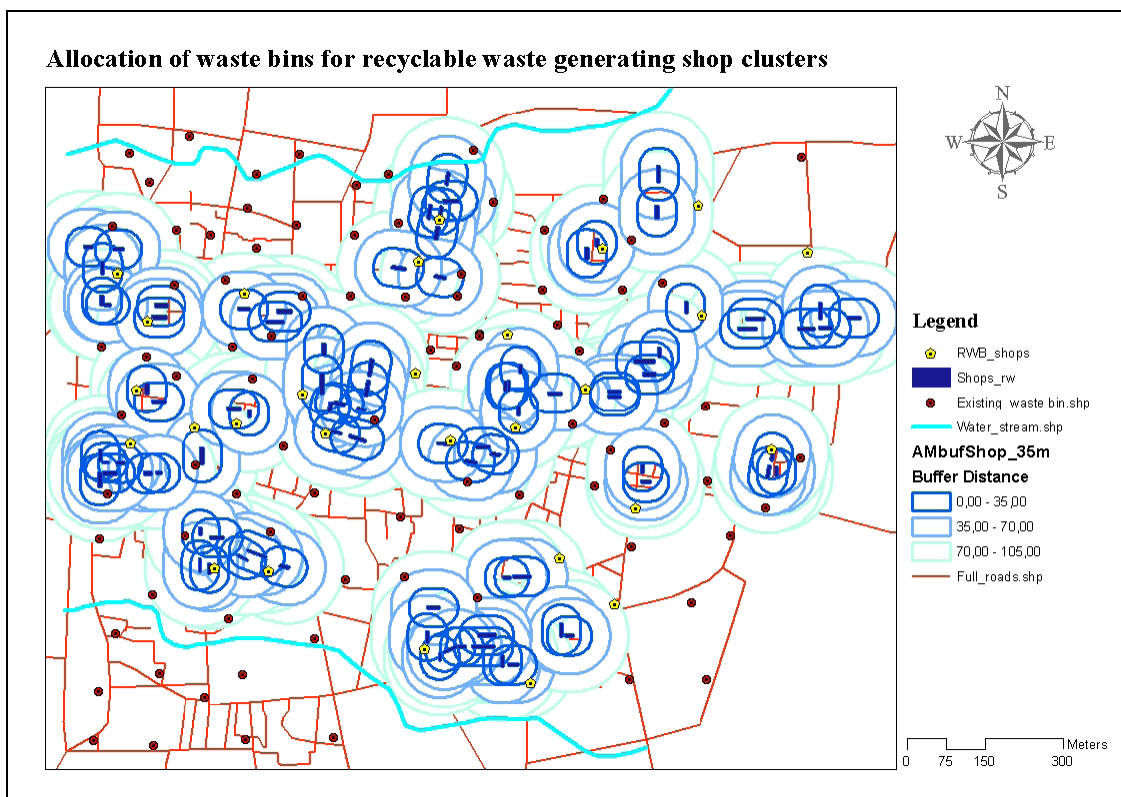 Allocation of waste bins for recyclable waste generating shop clusters
N
W E
S
Legend
RWB_shops
Shops_rw
Existing_waste bin.shp
Water_stream.shp
AMbufShop_35m
Buffer Distance
0,00 - 35,00
35,00 - 70,00
70,00 - 105,00
Full_roads.shp
Meters
0 75 150 300